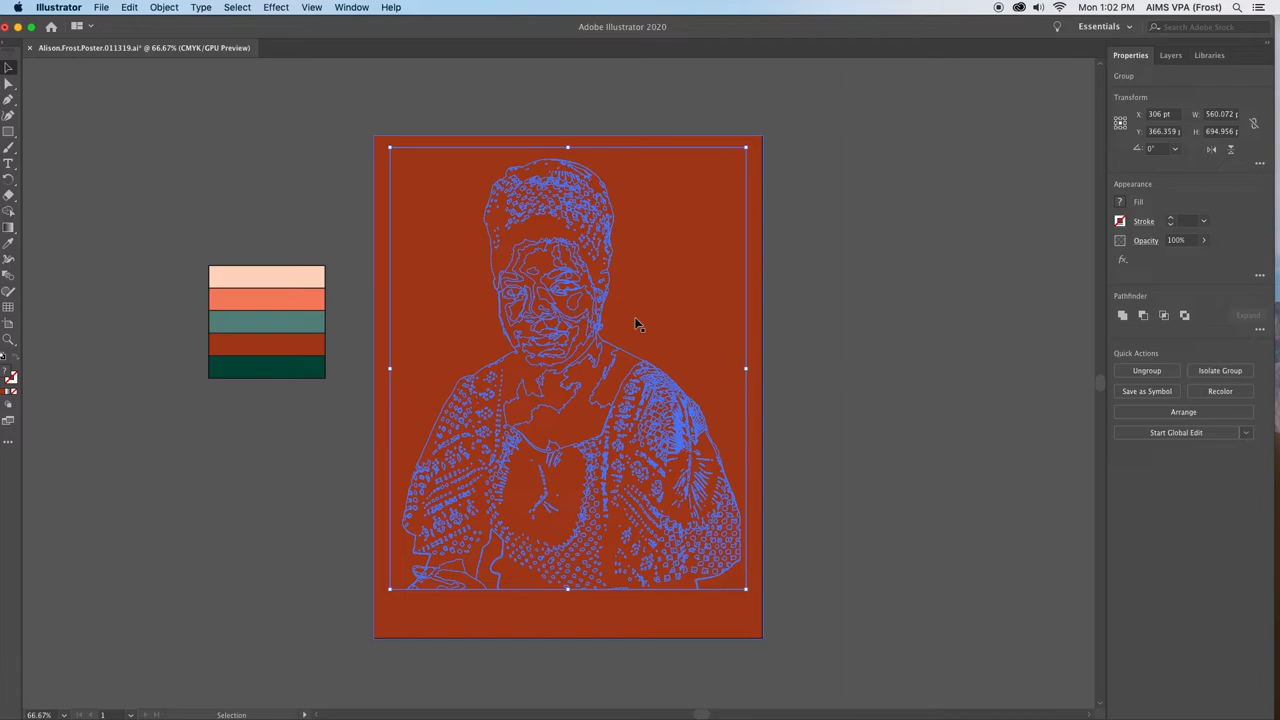 Illustrator File Edit Object Type Select Effect View Window Help Mon 1:02 PM AIMS VPA (Frost)
Adobe Illustrator 2020 Essentials Search Adobe Stock
× Alison.Frost.Poster.011319.ai* @ 66.67% (CMYK/GPU Preview)
Properties Layers Libraries
Group
Transform
X: 306 pt W: 560.072 p
Y: 366.359 p H: 694.956 p
0°
Appearance
? Fill
Stroke
Opacity 100%
fx.
Pathfinder
Expand
Quick Actions
Ungroup Isolate Group
Save as Symbol Recolor
Arrange
Start Global Edit
66.67% 1 Selection